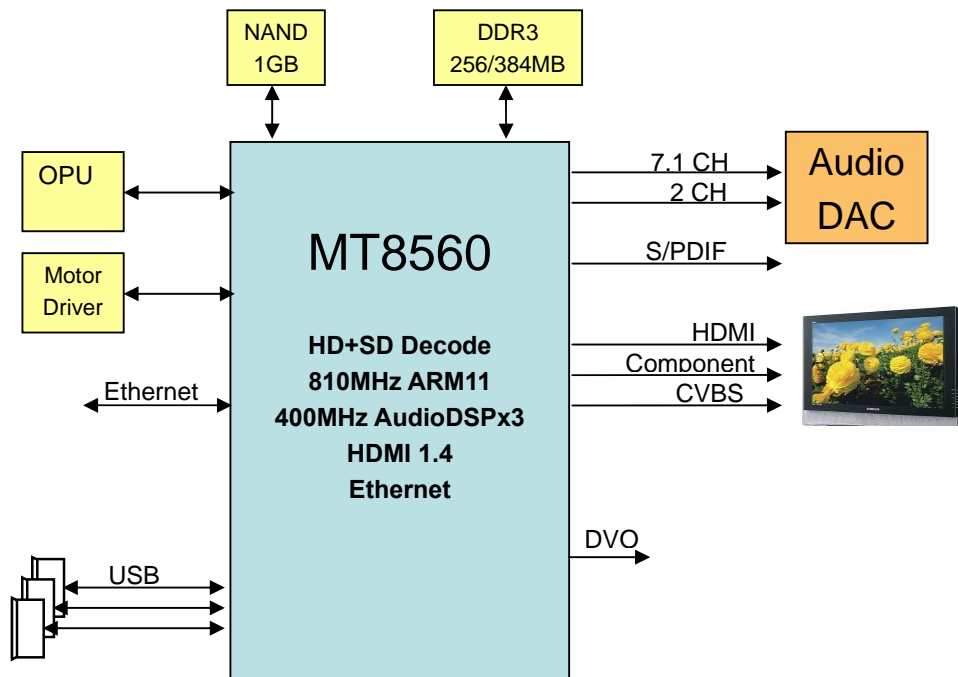 NAND
1GB
DDR3
256/384MB
OPU
Motor
Driver
Ethernet
USB
MT8560
HD+SD Decode
810MHz ARM11
400MHz AudioDSPx3
HDMI 1.4
Ethernet
7.1 CH
2 CH
S/PDIF
Audio
DAC
HDMI
Component
CVBS
SAMSUNG
DVO